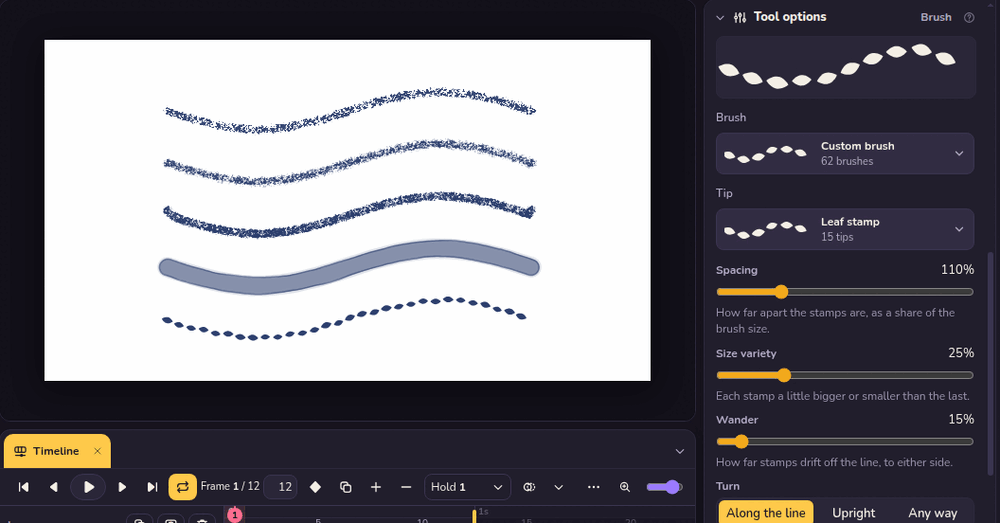 Tool options
Brush
Brush
Custom brush
62 brushes
Tip
Leaf stamp
15 tips
Spacing
110%
How far apart the stamps are, as a share of the
brush size.
Size variety
25%
Each stamp a little bigger or smaller than the last.
Wander
15%
How far stamps drift off the line, to either side.
Turn
Along the line
Upright
Any way
Timeline
Frame 1 / 12
12
Hold 1
1
5
10
1s
15
20